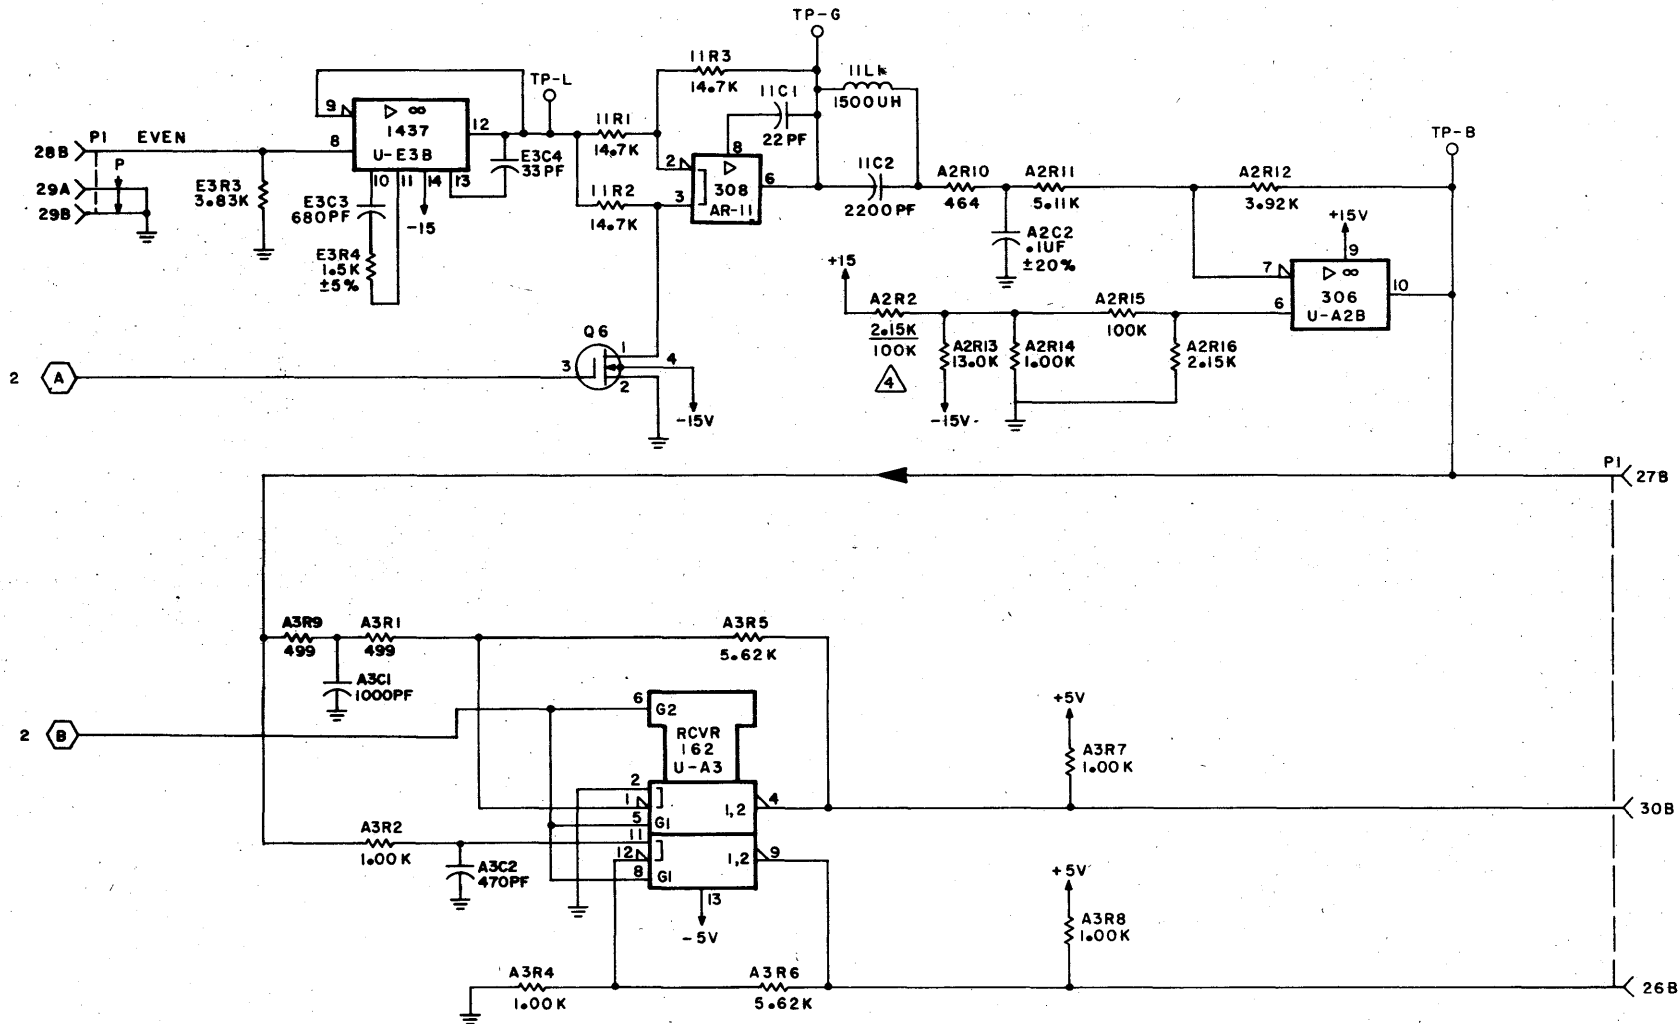 TP-G
11R3
14.7K
11L1
1500UH
11C1
22PF
TP-L
9
▷ ∞
1437
U-E3B
12
8
10
11
14
13
P1 EVEN
28B
P
29A
29B
E3R3
3.83K
E3C3
680PF
E3R4
1.5K
±5%
-15
E3C4
33PF
11R1
14.7K
11R2
14.7K
8
2
▷
308
AR-11
3
6
11C2
2200PF
A2R10
464
A2R11
5.11K
A2R12
3.92K
TP-B
A2C2
.1UF
±20%
+15V
9
7
▷ ∞
306
U-A2B
6
10
+15
A2R2
2.15K
100K
4
A2R13
13.0K
-15V
A2R14
1.00K
A2R15
100K
A2R16
2.15K
Q6
1
3
4
2
-15V
2
A
P1
27B
A3R9
499
A3R1
499
A3C1
1000PF
A3R5
5.62K
2
B
6
G2
RCVR
162
U-A3
2
1
5
G1
1,2
4
11
12
8
G1
1,2
9
13
-5V
A3R2
1.00K
A3C2
470PF
+5V
A3R7
1.00K
30B
+5V
A3R8
1.00K
A3R4
1.00K
A3R6
5.62K
26B